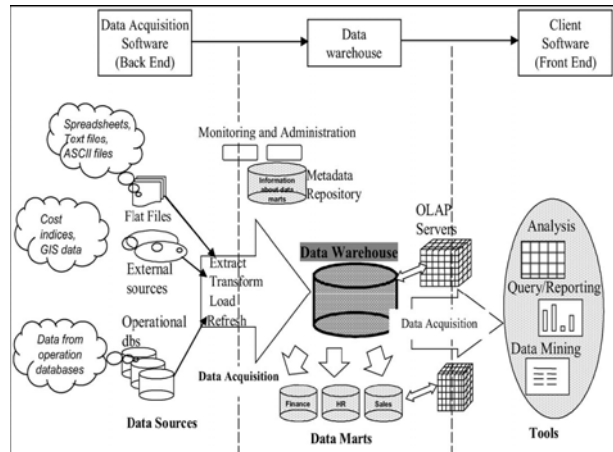 Data Acquisition
Software
(Back End)
Data
warehouse
Client
Software
(Front End)
Spreadsheets,
Text files,
ASCII files
Flat Files
Cost
indices,
GIS data
External
sources
Data from
operation
databases
Operational
dbs
Data Sources
Monitoring and Administration
Information
about data
marts
Metadata
Repository
Extract
Transform
Load
Refresh
Data Acquisition
Data Warehouse
OLAP
Servers
Data Acquisition
Finance
HR
Sales
Data Marts
Analysis
Query/Reporting
Data Mining
Tools